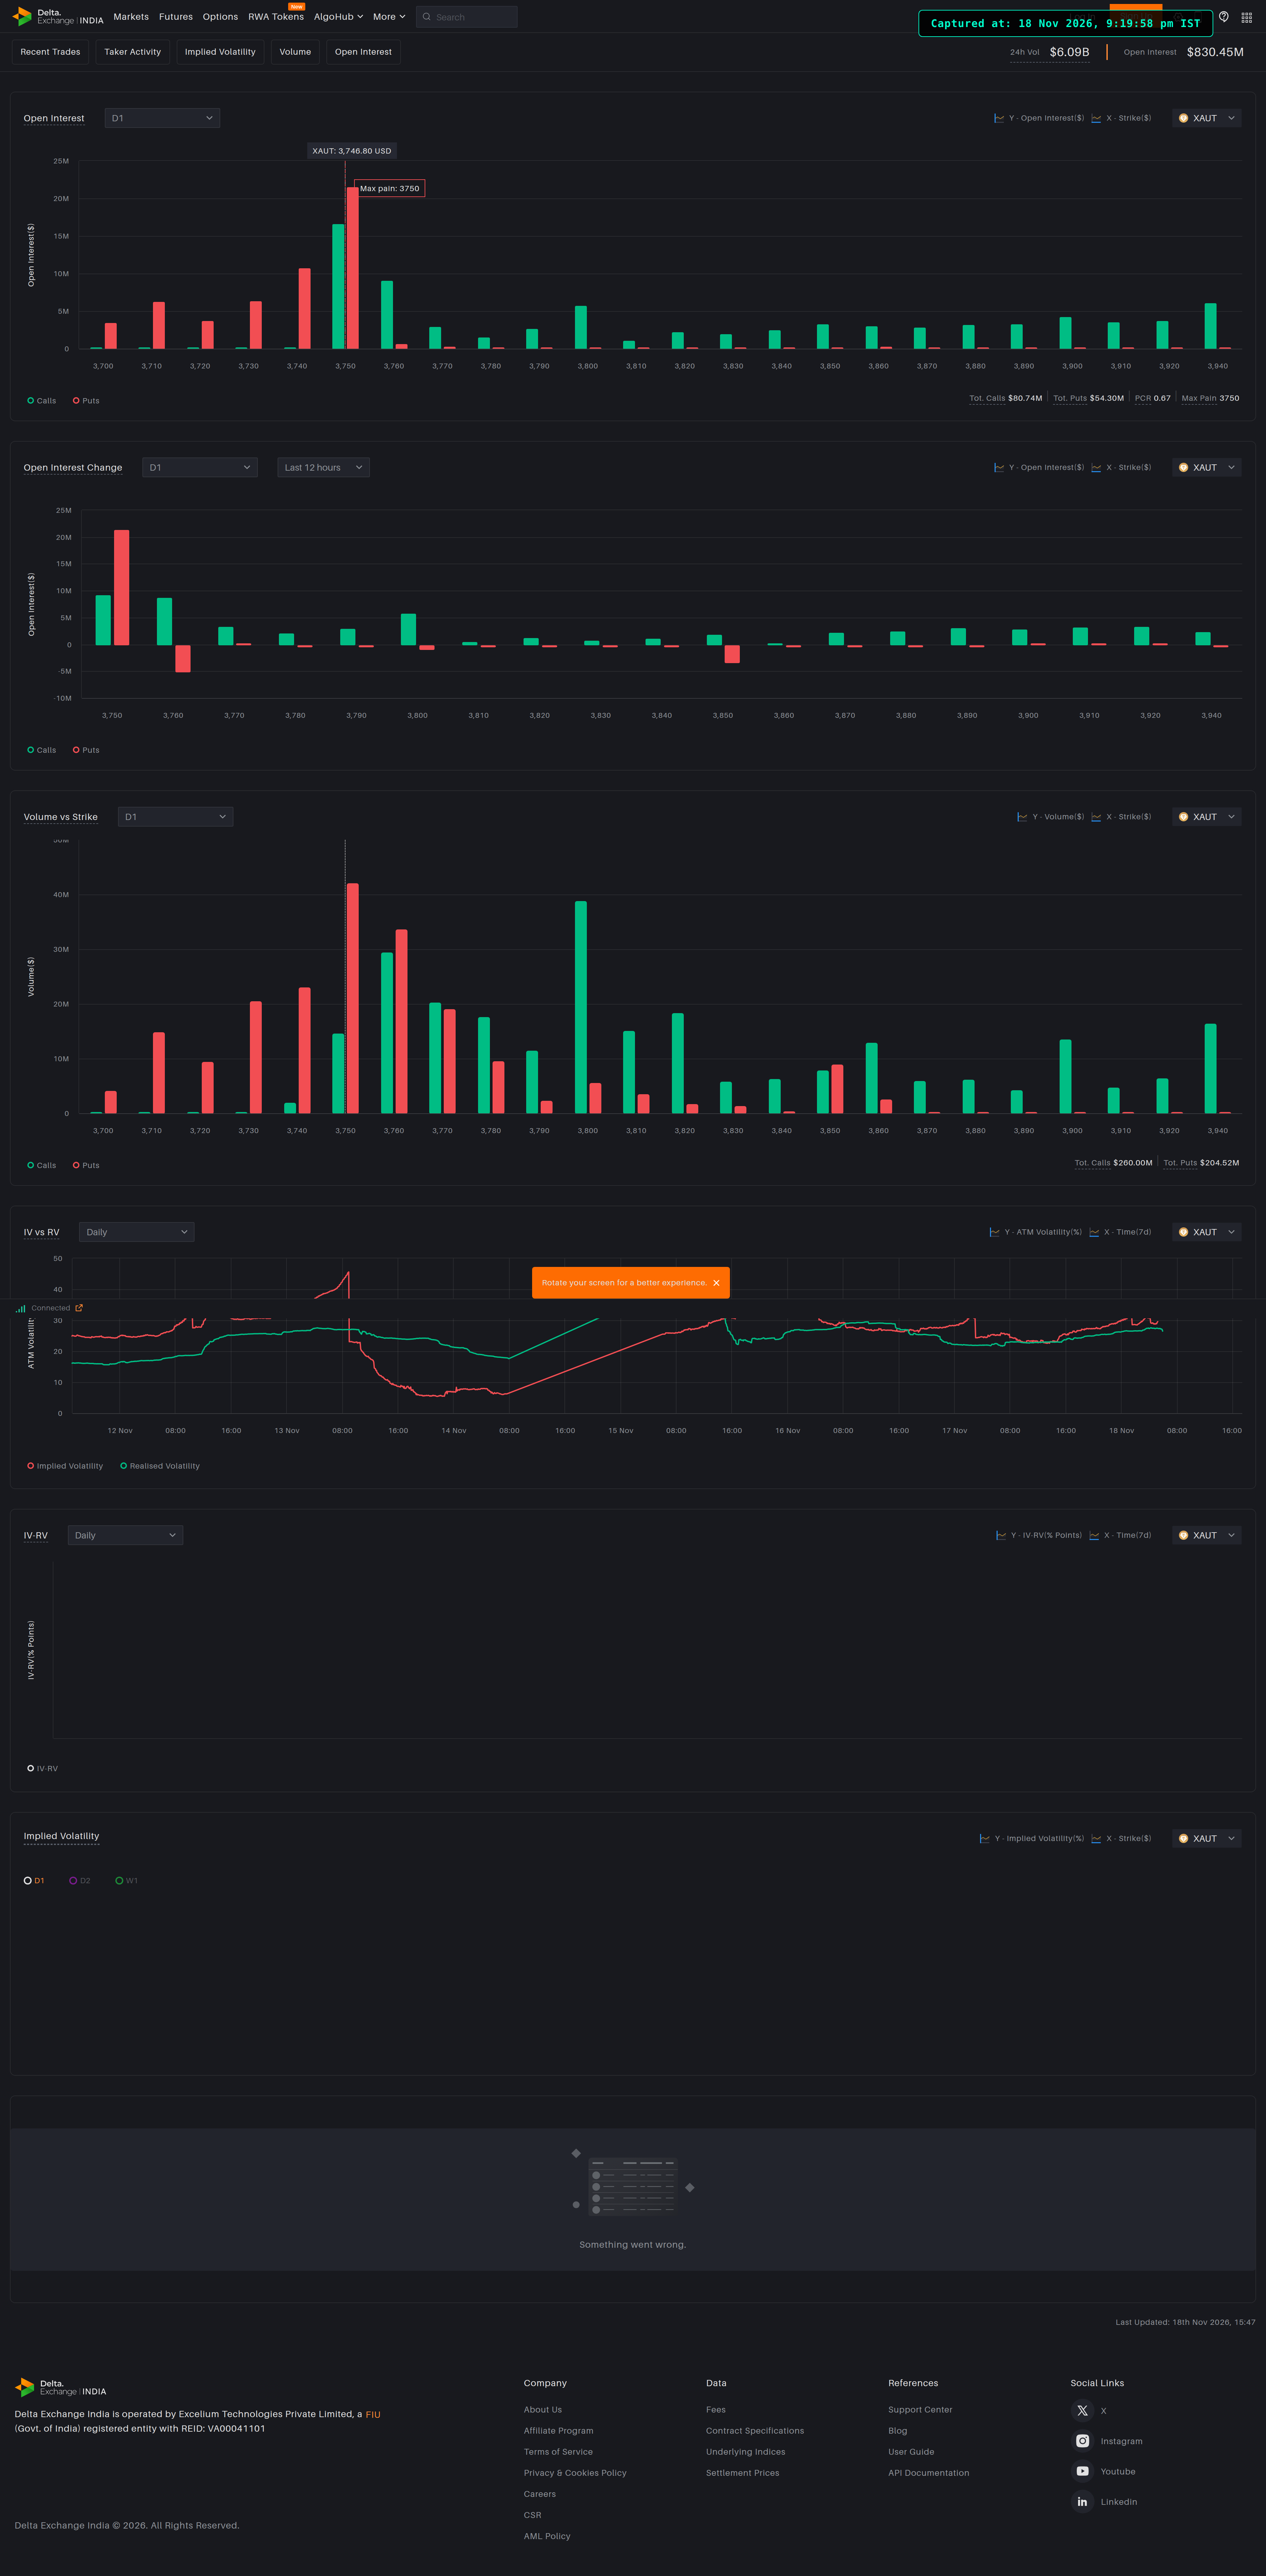 Delta.
Exchange | INDIA
Markets
Futures
Options
RWA Tokens
New
AlgoHub
More
Search
Captured at: 18 Nov 2026, 9:19:58 pm IST
Recent Trades
Taker Activity
Implied Volatility
Volume
Open Interest
24h Vol $6.09B
Open Interest $830.45M
Open Interest
D1
Y - Open Interest($)
X - Strike($)
XAUT
XAUT: 3,746.80 USD
Max pain: 3750
25M
20M
15M
10M
5M
0
Open Interest($)
3,700 3,710 3,720 3,730 3,740 3,750 3,760 3,770 3,780 3,790 3,800 3,810 3,820 3,830 3,840 3,850 3,860 3,870 3,880 3,890 3,900 3,910 3,920 3,940
Calls Puts
Tot. Calls $80.74M | Tot. Puts $54.30M | PCR 0.67 | Max Pain 3750
Open Interest Change
D1
Last 12 hours
Y - Open Interest($)
X - Strike($)
XAUT
25M
20M
15M
10M
5M
0
-5M
-10M
Open Interest($)
3,750 3,760 3,770 3,780 3,790 3,800 3,810 3,820 3,830 3,840 3,850 3,860 3,870 3,880 3,890 3,900 3,910 3,920 3,940
Calls Puts
Volume vs Strike
D1
Y - Volume($)
X - Strike($)
XAUT
50M
40M
30M
20M
10M
0
Volume($)
3,700 3,710 3,720 3,730 3,740 3,750 3,760 3,770 3,780 3,790 3,800 3,810 3,820 3,830 3,840 3,850 3,860 3,870 3,880 3,890 3,900 3,910 3,920 3,940
Calls Puts
Tot. Calls $260.00M | Tot. Puts $204.52M
IV vs RV
Daily
Y - ATM Volatility(%)
X - Time(7d)
XAUT
50
40
Rotate your screen for a better experience.
Connected
30
20
10
0
ATM Volatilit
12 Nov 08:00 16:00 13 Nov 08:00 16:00 14 Nov 08:00 16:00 15 Nov 08:00 16:00 16 Nov 08:00 16:00 17 Nov 08:00 16:00 18 Nov 08:00 16:00
Implied Volatility Realised Volatility
IV-RV
Daily
Y - IV-RV(% Points)
X - Time(7d)
XAUT
IV-RV(% Points)
IV-RV
Implied Volatility
Y - Implied Volatility(%)
X - Strike($)
XAUT
D1 D2 W1
Something went wrong.
Last Updated: 18th Nov 2026, 15:47
Delta.
Exchange | INDIA
Delta Exchange India is operated by Excelium Technologies Private Limited, a FIU
(Govt. of India) registered entity with REID: VA00041101
Delta Exchange India © 2026. All Rights Reserved.
Company
About Us
Affiliate Program
Terms of Service
Privacy & Cookies Policy
Careers
CSR
AML Policy
Data
Fees
Contract Specifications
Underlying Indices
Settlement Prices
References
Support Center
Blog
User Guide
API Documentation
Social Links
X
Instagram
Youtube
Linkedin